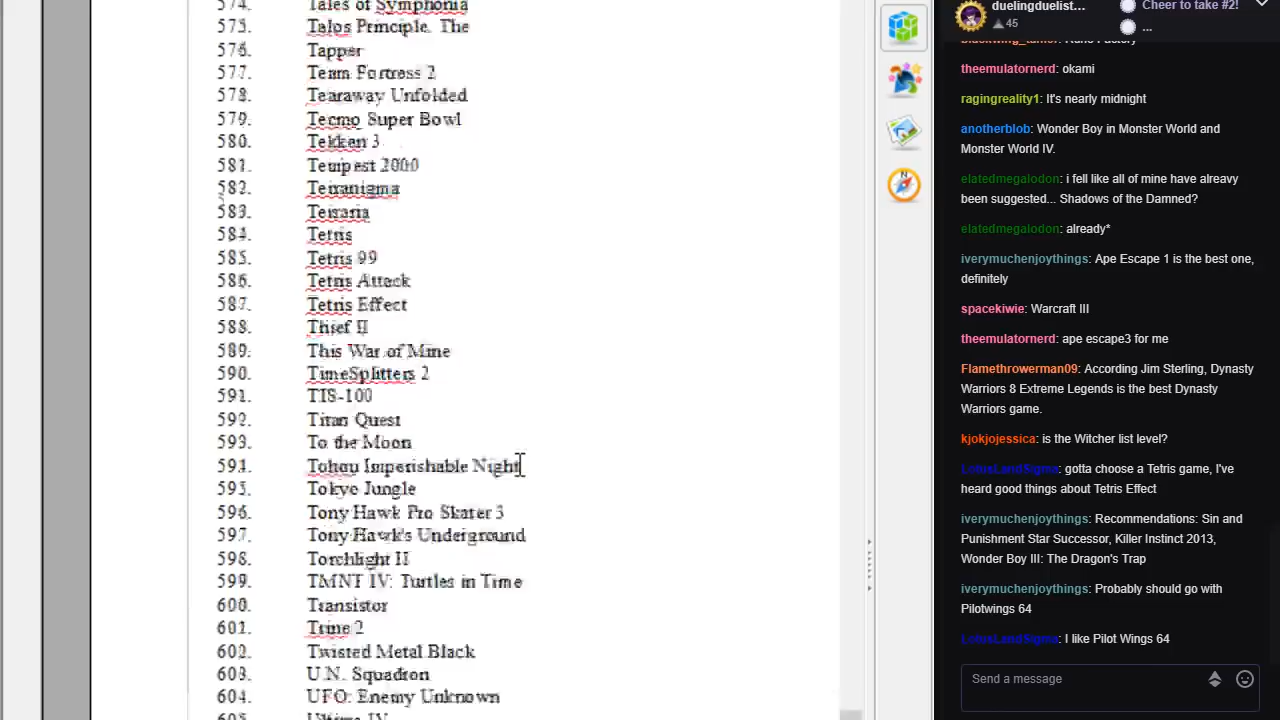 574. Tales of Symphonia
575. Talos Principle, The
576. Tapper
577. Team Fortress 2
578. Tearaway Unfolded
579. Tecmo Super Bowl
580. Tekken 3
581. Tempest 2000
582. Terranigma
583. Terraria
584. Tetris
585. Tetris 99
586. Tetris Attack
587. Tetris Effect
588. Thief II
589. This War of Mine
590. TimeSplitters 2
591. TIS-100
592. Titan Quest
593. To the Moon
594. Tohou Imperishable Night
595. Tokyo Jungle
596. Tony Hawk Pro Skater 3
597. Tony Hawk's Underground
598. Torchlight II
599. TMNT IV: Turtles in Time
600. Transistor
601. Trine 2
602. Twisted Metal Black
603. U.N. Squadron
604. UFO: Enemy Unknown
605. Ultima IV
duelingduelist...
45
Cheer to take #2!
...
theemulatornerd: okami
ragingreality1: It's nearly midnight
anotherblob: Wonder Boy in Monster World and
Monster World IV.
elatedmegalodon: i fell like all of mine have alreavy
been suggested... Shadows of the Damned?
elatedmegalodon: already*
iverymuchenjoythings: Ape Escape 1 is the best one,
definitely
spacekiwie: Warcraft III
theemulatornerd: ape escape3 for me
Flamethrowerman09: According Jim Sterling, Dynasty
Warriors 8 Extreme Legends is the best Dynasty
Warriors game.
kjokjojessica: is the Witcher list level?
LotusLandSigma: gotta choose a Tetris game, I've
heard good things about Tetris Effect
iverymuchenjoythings: Recommendations: Sin and
Punishment Star Successor, Killer Instinct 2013,
Wonder Boy III: The Dragon's Trap
iverymuchenjoythings: Probably should go with
Pilotwings 64
LotusLandSigma: I like Pilot Wings 64
Send a message